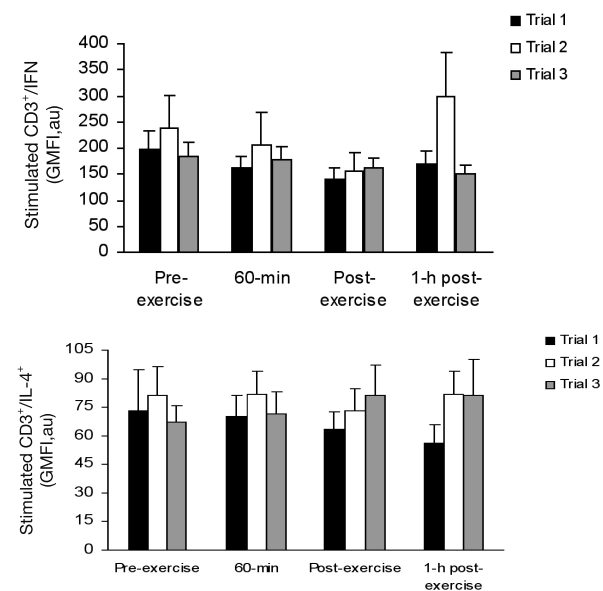 Trial 1
Trial 2
Trial 3
Stimulated CD3⁺/IFN
(GMFI,au)
400
350
300
250
200
150
100
50
0
Pre-
exercise
60-min
Post-
exercise
1-h post-
exercise
Trial 1
Trial 2
Trial 3
Stimulated CD3⁺/IL-4⁺
(GMFI,au)
105
90
75
60
45
30
15
0
Pre-exercise
60-min
Post-exercise
1-h post-
exercise